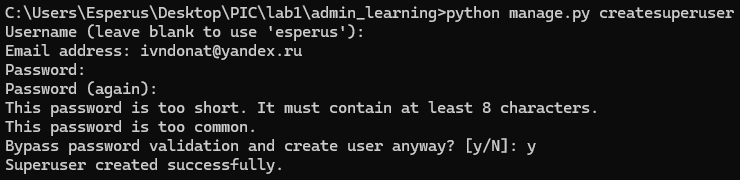 C:\Users\Esperus\Desktop\PIC\lab1\admin_learning>python manage.py createsuperuser
Username (leave blank to use 'esperus'):
Email address: ivndonat@yandex.ru
Password:
Password (again):
This password is too short. It must contain at least 8 characters.
This password is too common.
Bypass password validation and create user anyway? [y/N]: y
Superuser created successfully.